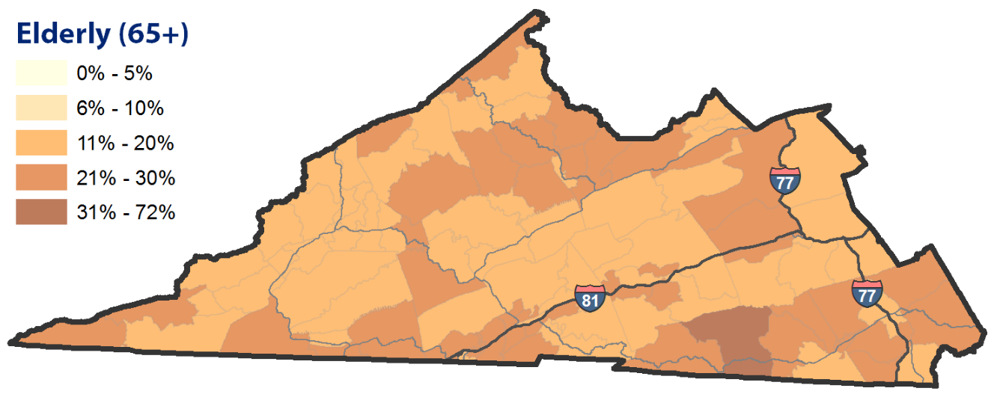 Elderly (65+)
0% - 5%
6% - 10%
11% - 20%
21% - 30%
31% - 72%
77
77
81